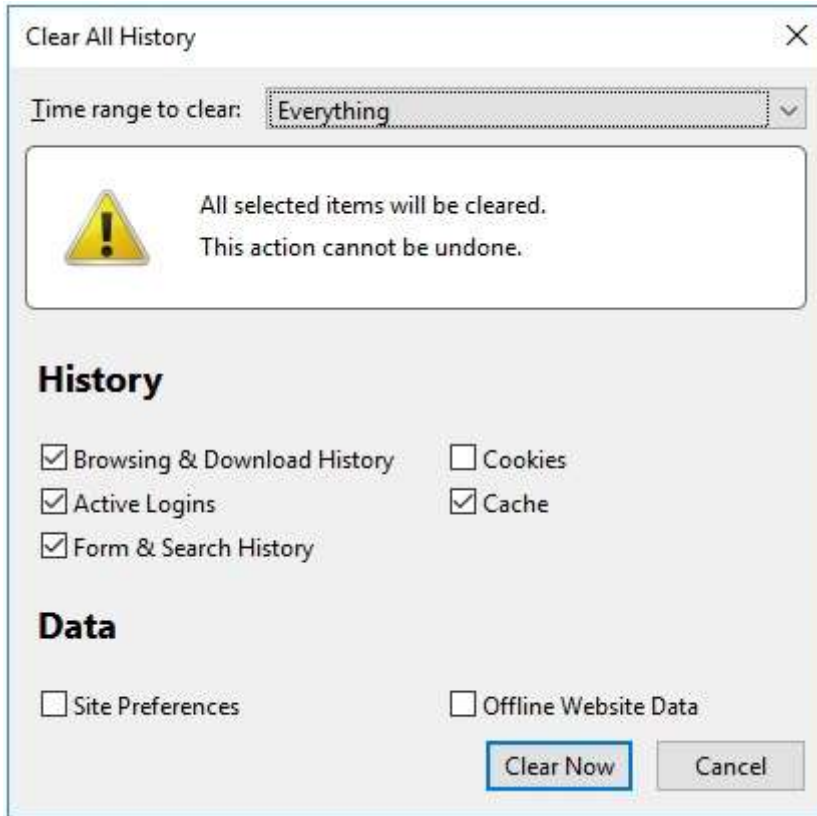 Clear All History
Time range to clear: Everything
All selected items will be cleared.
This action cannot be undone.
History
Browsing & Download History Cookies
Active Logins Cache
Form & Search History
Data
Site Preferences Offline Website Data
Clear Now Cancel